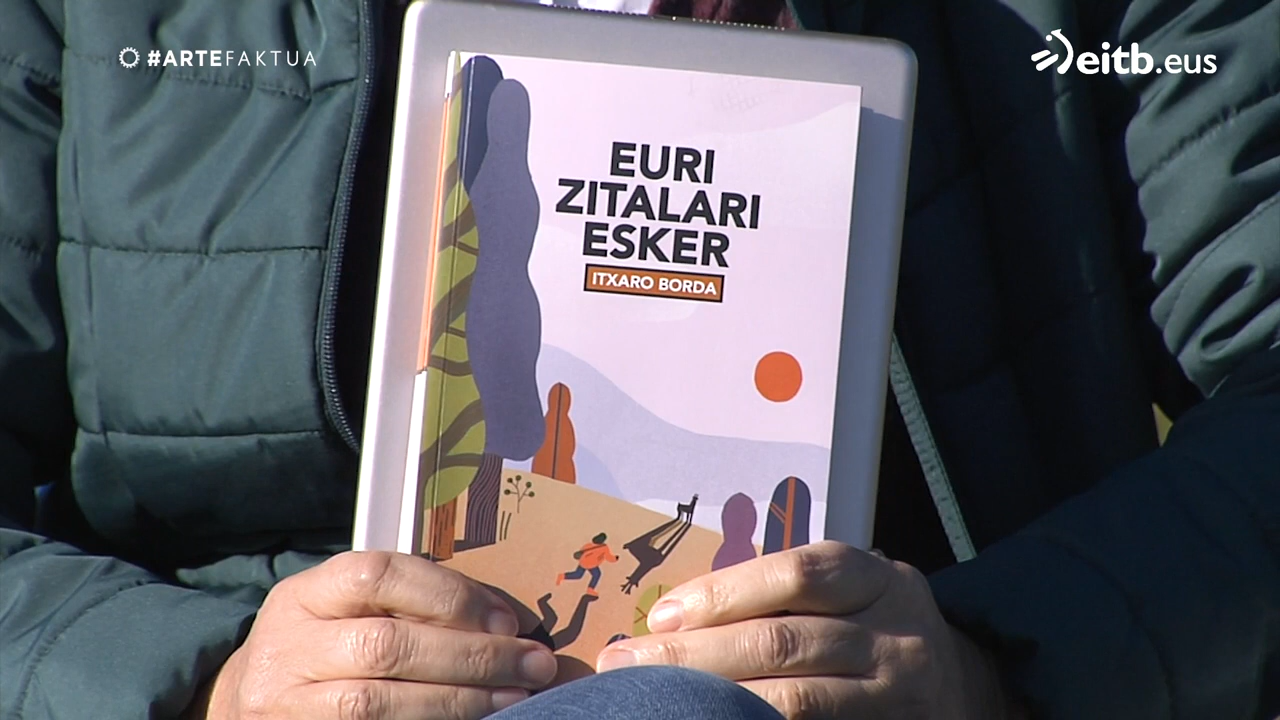 #ARTEFAKTUA
eitb.eus
EURI
ZITALARI
ESKER
ITXARO BORDA